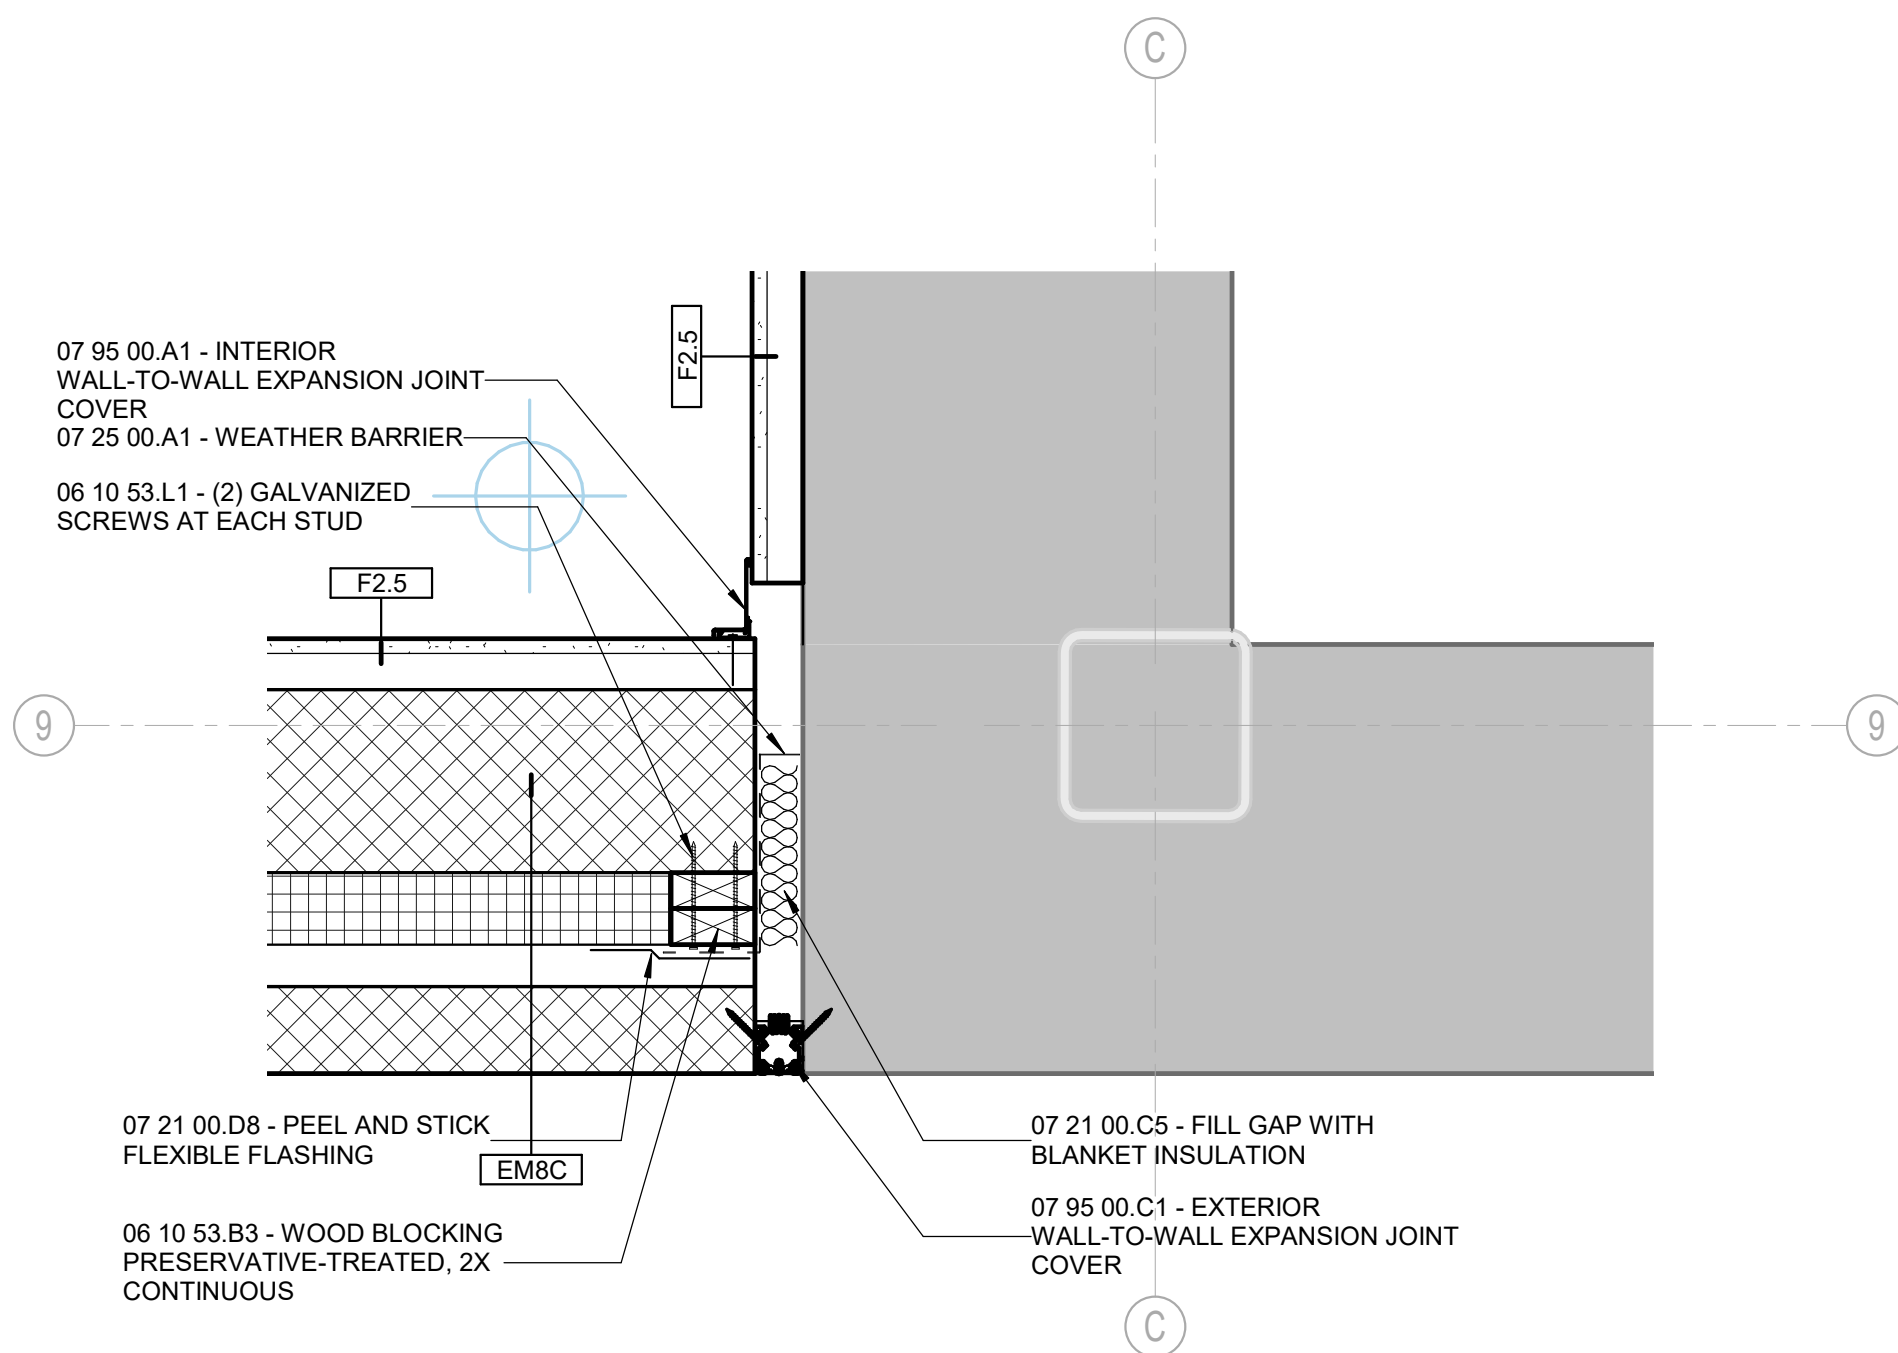 C
07 95 00.A1 - INTERIOR
WALL-TO-WALL EXPANSION JOINT
COVER
07 25 00.A1 - WEATHER BARRIER
06 10 53.L1 - (2) GALVANIZED
SCREWS AT EACH STUD
F2.5
F2.5
9
9
07 21 00.D8 - PEEL AND STICK
FLEXIBLE FLASHING
EM8C
06 10 53.B3 - WOOD BLOCKING
PRESERVATIVE-TREATED, 2X
CONTINUOUS
07 21 00.C5 - FILL GAP WITH
BLANKET INSULATION
07 95 00.C1 - EXTERIOR
WALL-TO-WALL EXPANSION JOINT
COVER
C